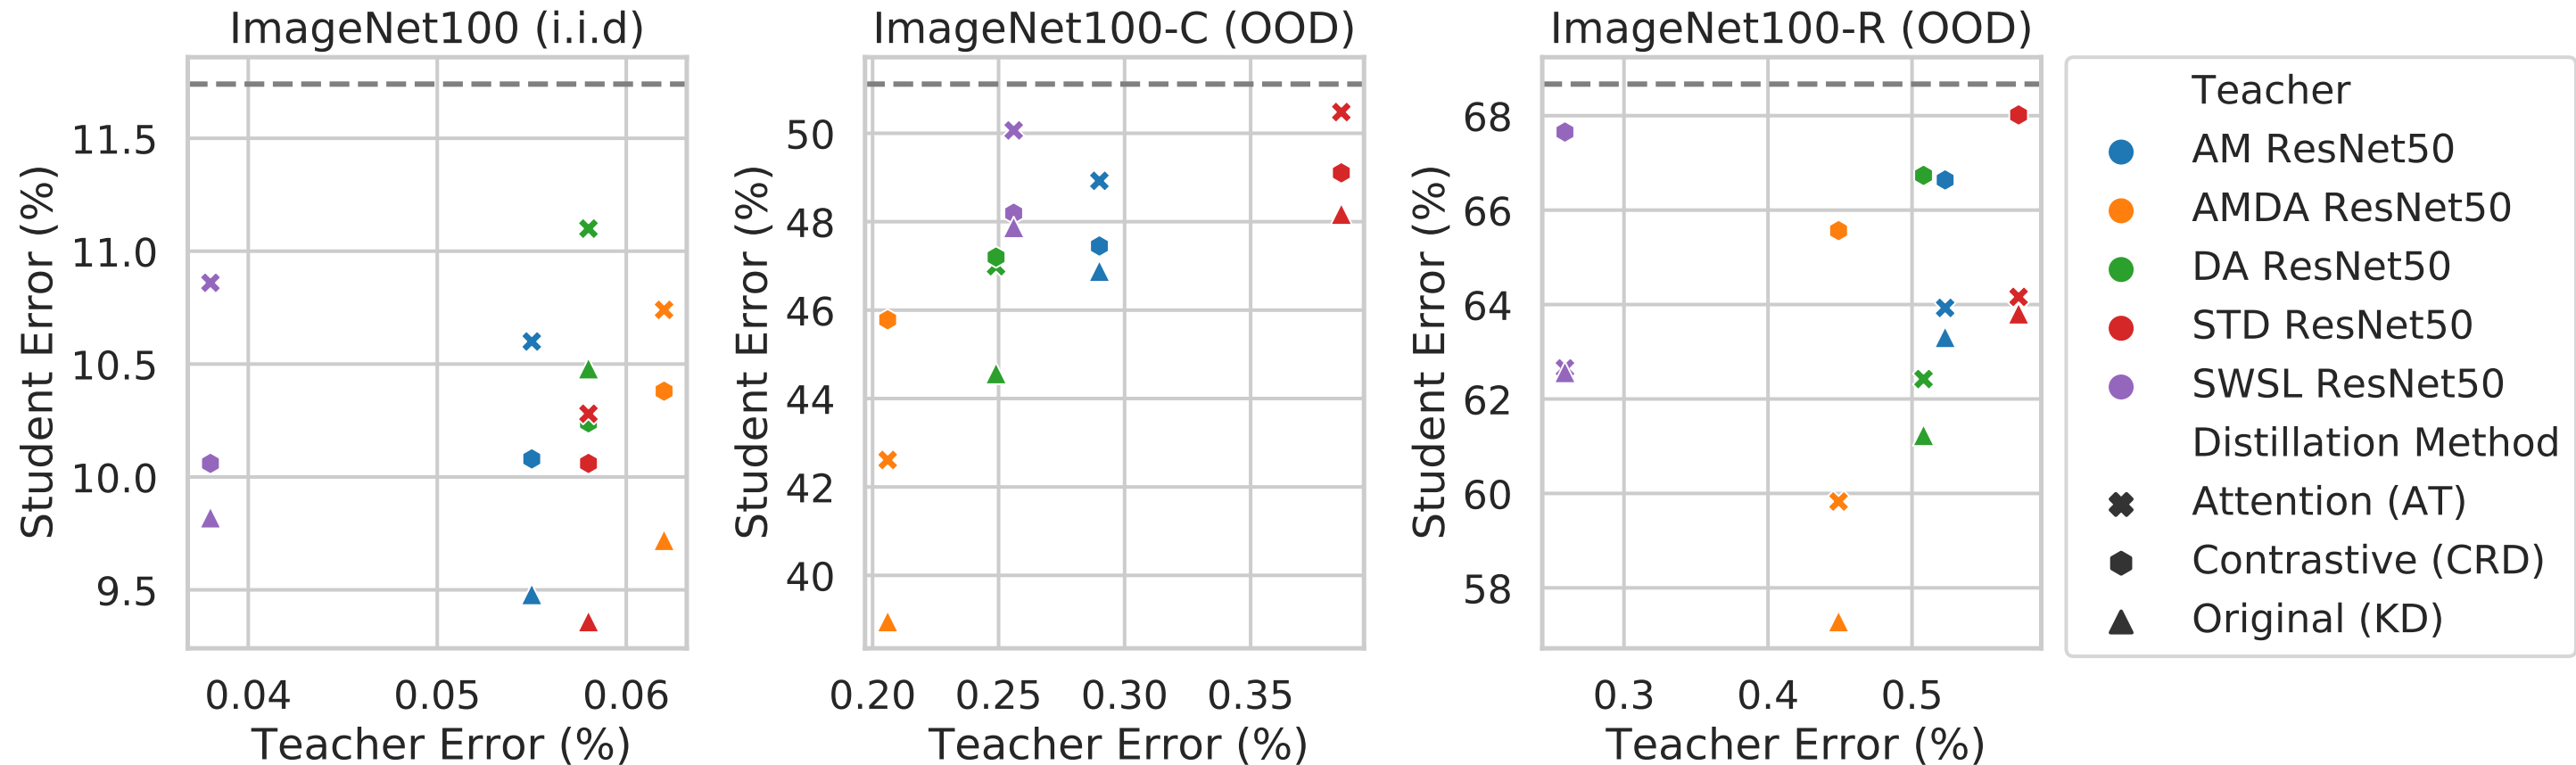 ImageNet100 (i.i.d)
11.5
11.0
10.5
10.0
9.5
Student Error (%)
0.04 0.05 0.06
Teacher Error (%)
ImageNet100-C (OOD)
50
48
46
44
42
40
Student Error (%)
0.20 0.25 0.30 0.35
Teacher Error (%)
ImageNet100-R (OOD)
68
66
64
62
60
58
Student Error (%)
0.3 0.4 0.5
Teacher Error (%)
Teacher
AM ResNet50
AMDA ResNet50
DA ResNet50
STD ResNet50
SWSL ResNet50
Distillation Method
Attention (AT)
Contrastive (CRD)
Original (KD)